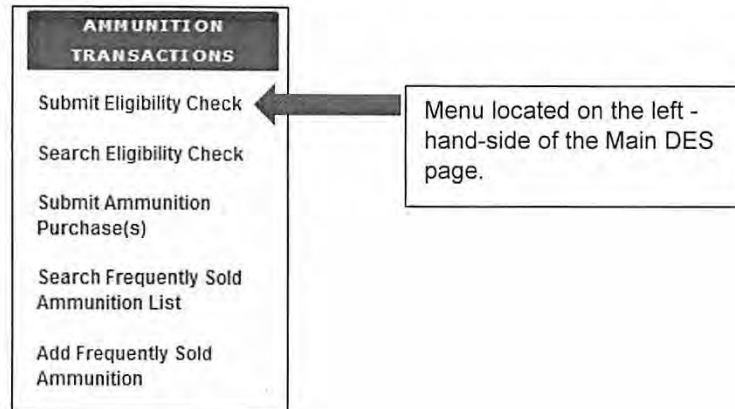 AMMUNITION
TRANSACTIONS
Submit Eligibility Check
Search Eligibility Check
Submit Ammunition
Purchase(s)
Search Frequently Sold
Ammunition List
Add Frequently Sold
Ammunition
Menu located on the left -
hand-side of the Main DES
page.